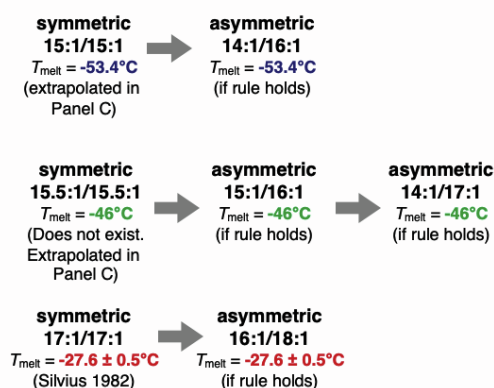 symmetric
15:1/15:1
Tmelt = -53.4°C
(extrapolated in
Panel C)
asymmetric
14:1/16:1
Tmelt = -53.4°C
(if rule holds)
symmetric
15.5:1/15.5:1
Tmelt = -46°C
(Does not exist.
Extrapolated in
Panel C)
asymmetric
15:1/16:1
Tmelt = -46°C
(if rule holds)
asymmetric
14:1/17:1
Tmelt = -46°C
(if rule holds)
symmetric
17:1/17:1
Tmelt = -27.6 ± 0.5°C
(Silvius 1982)
asymmetric
16:1/18:1
Tmelt = -27.6 ± 0.5°C
(if rule holds)